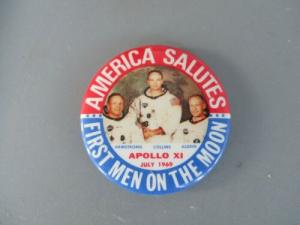 AMERICA SALUTES
ARMSTRONG COLLINS ALDRIN
APOLLO XI
JULY 1969
FIRST MEN ON THE MOON